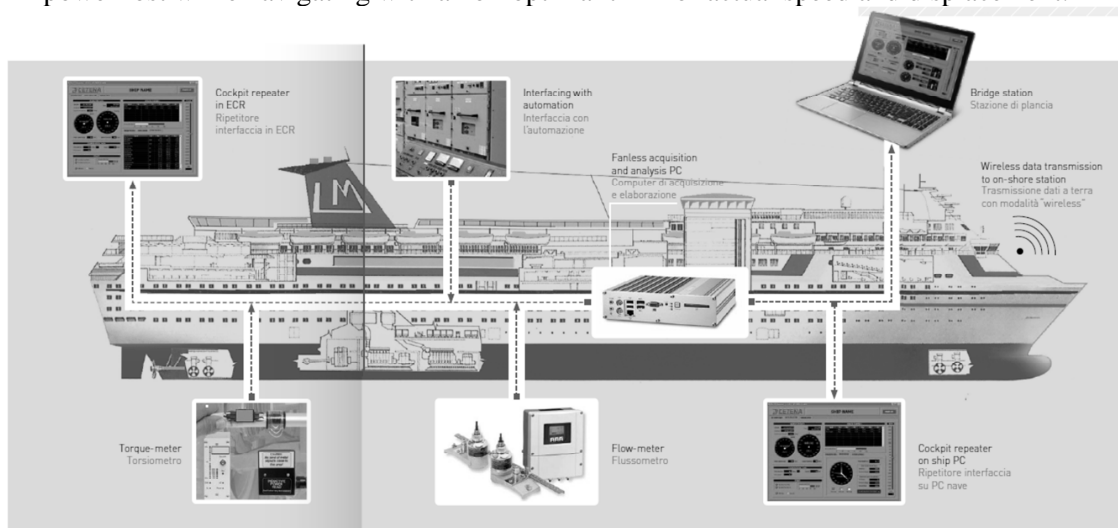 Cockpit repeater
in ECR
Ripetitore
interfaccia in ECR
Interfacing with
automation
Interfaccia con
l'automazione
Fanless acquisition
and analysis PC
Computer di acquisizione
e elaborazione
Bridge station
Stazione di plancia
Wireless data transmission
to on-shore station
Trasmissione dati a terra
con modalità "wireless"
LM
Torque-meter
Torsiometro
Flow-meter
Flussometro
SHIP NAME
Cockpit repeater
on ship PC
Ripetitore interfaccia
su PC nave